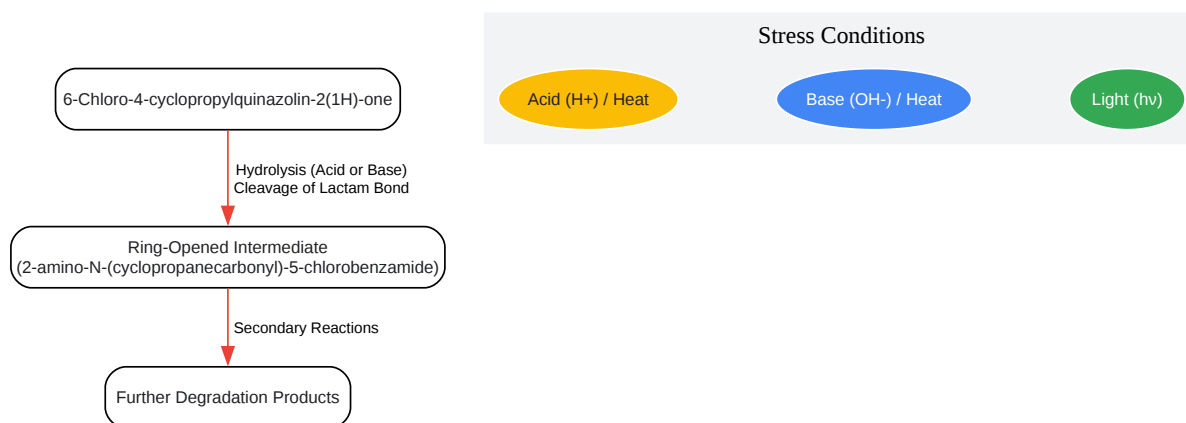 Stress Conditions
Acid (H+) / Heat
Base (OH-) / Heat
Light (hν)
6-Chloro-4-cyclopropylquinazolin-2(1H)-one
Hydrolysis (Acid or Base)
Cleavage of Lactam Bond
Ring-Opened Intermediate
(2-amino-N-(cyclopropanecarbonyl)-5-chlorobenzamide)
Secondary Reactions
Further Degradation Products